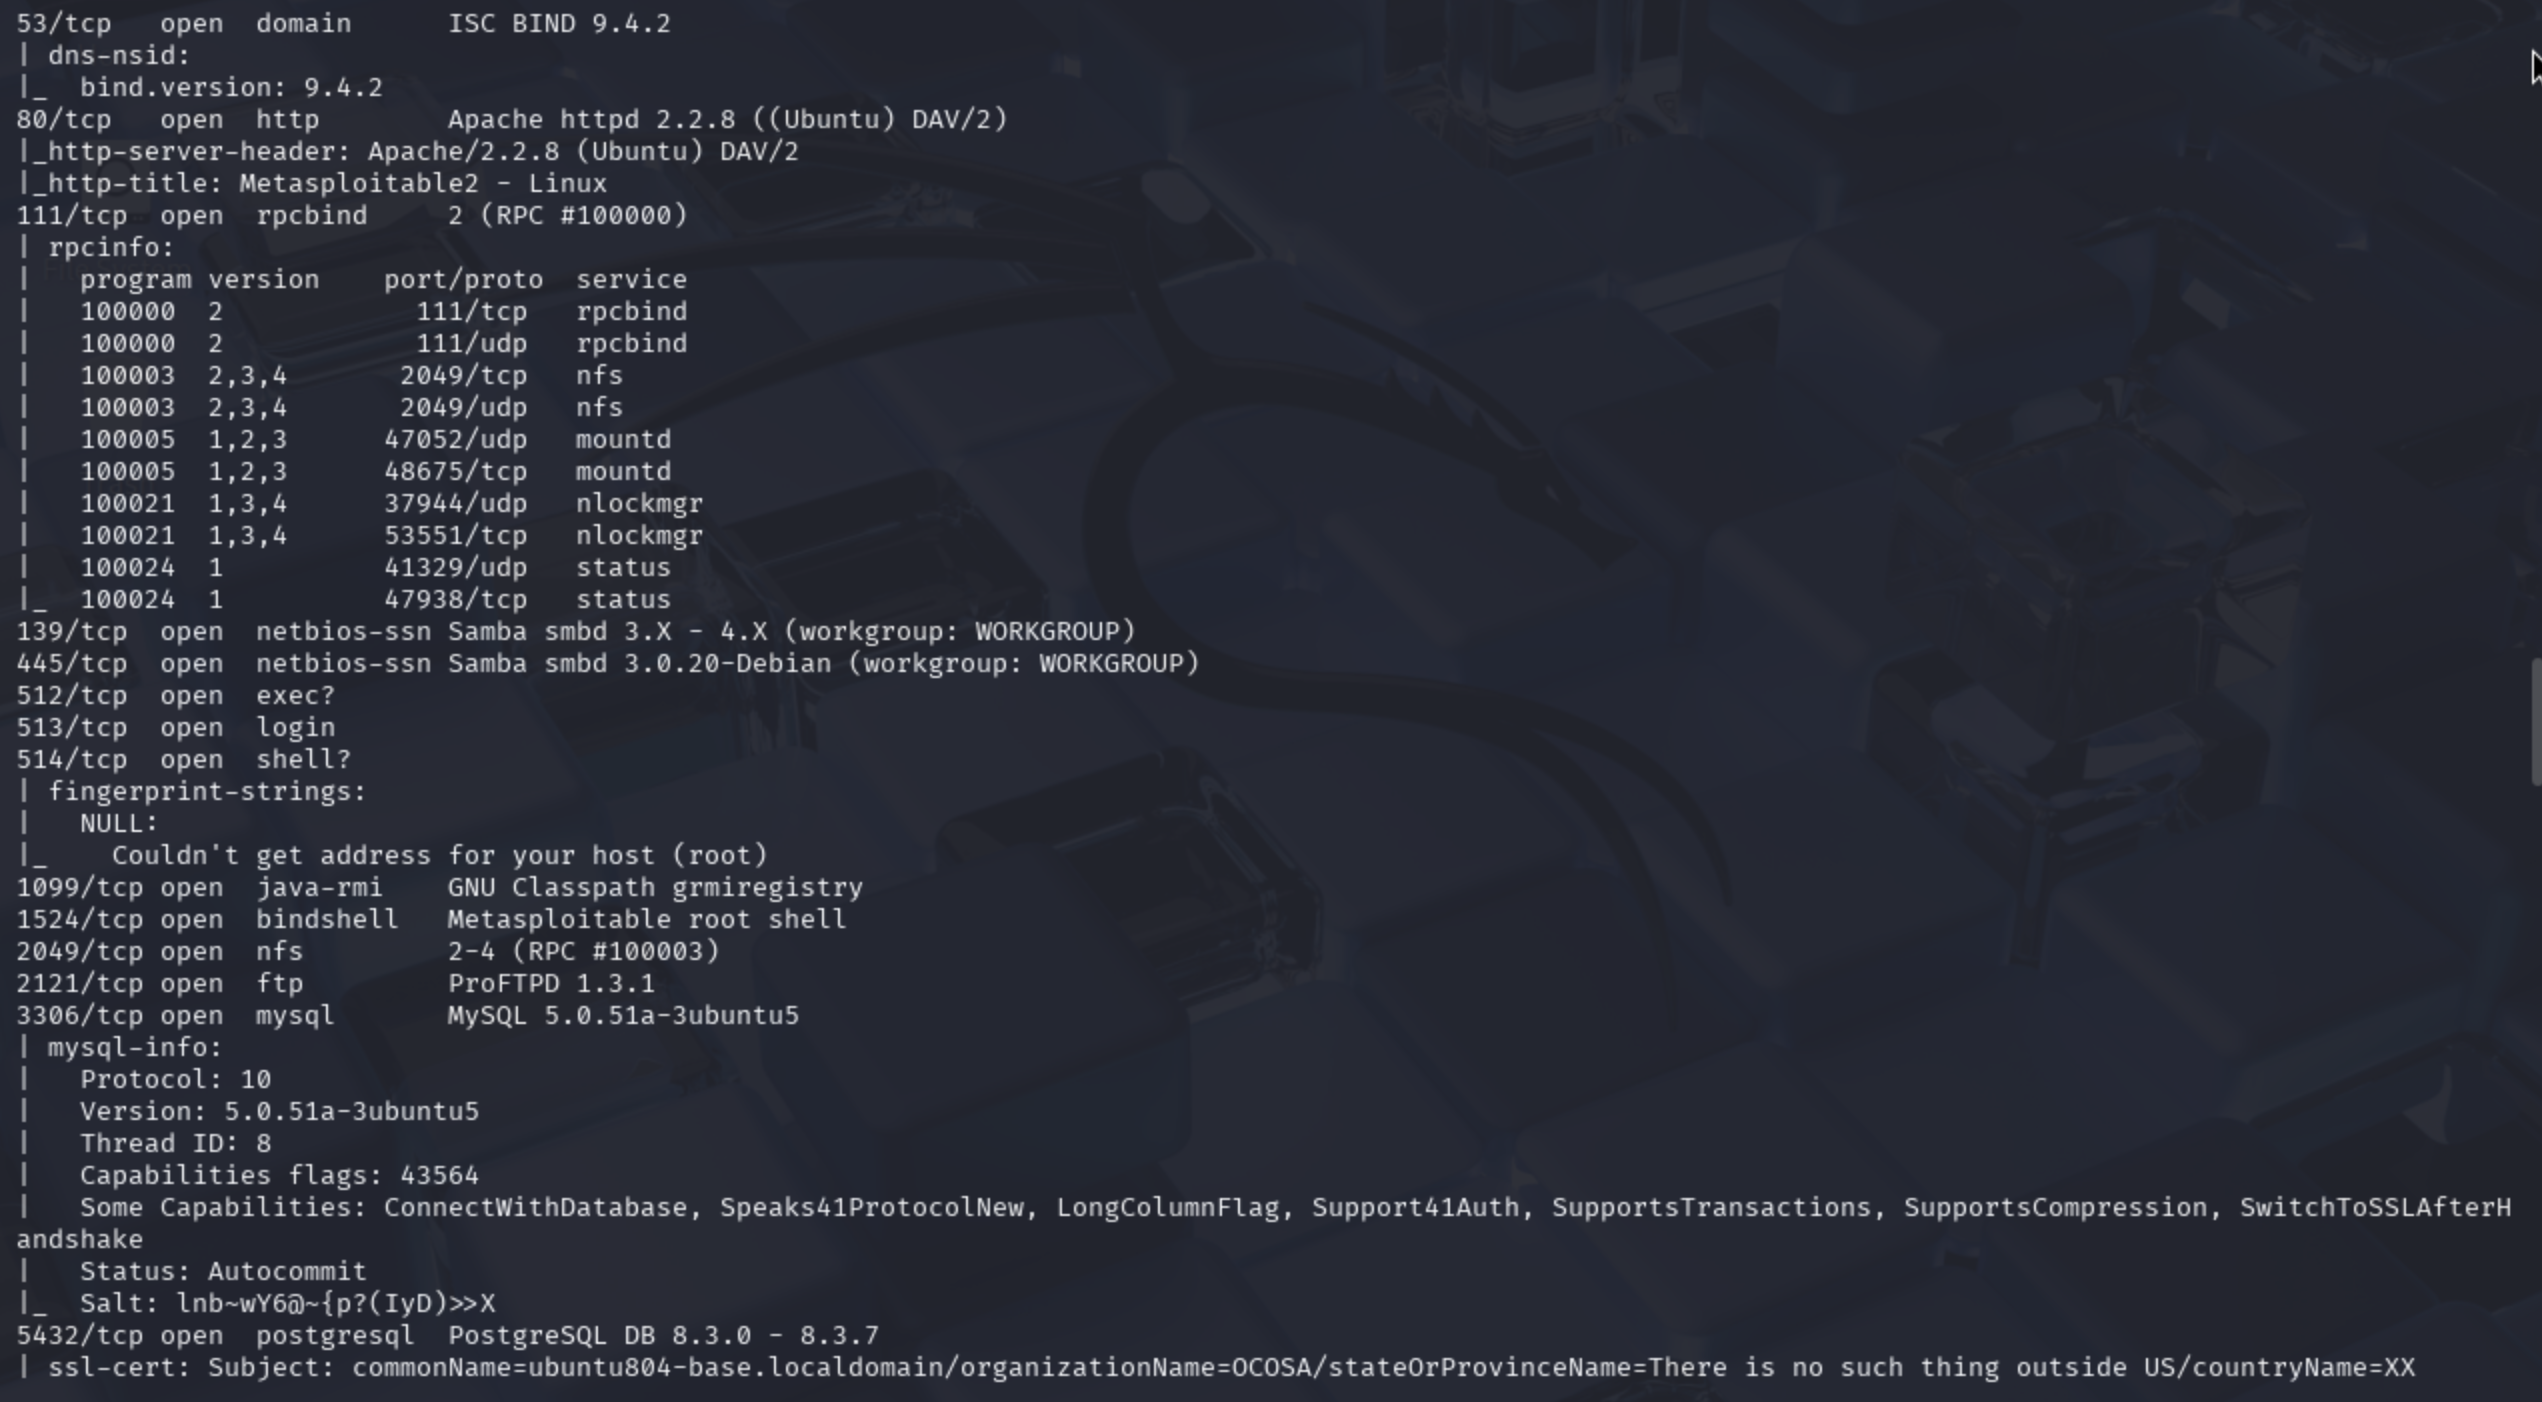 53/tcp   open  domain      ISC BIND 9.4.2
| dns-nsid:
|_  bind.version: 9.4.2
80/tcp   open  http        Apache httpd 2.2.8 ((Ubuntu) DAV/2)
|_http-server-header: Apache/2.2.8 (Ubuntu) DAV/2
|_http-title: Metasploitable2 - Linux
111/tcp  open  rpcbind     2 (RPC #100000)
| rpcinfo:
|   program version    port/proto  service
|   100000  2            111/tcp   rpcbind
|   100000  2            111/udp   rpcbind
|   100003  2,3,4       2049/tcp   nfs
|   100003  2,3,4       2049/udp   nfs
|   100005  1,2,3      47052/udp   mountd
|   100005  1,2,3      48675/tcp   mountd
|   100021  1,3,4      37944/udp   nlockmgr
|   100021  1,3,4      53551/tcp   nlockmgr
|   100024  1          41329/udp   status
|_  100024  1          47938/tcp   status
139/tcp  open  netbios-ssn Samba smbd 3.X - 4.X (workgroup: WORKGROUP)
445/tcp  open  netbios-ssn Samba smbd 3.0.20-Debian (workgroup: WORKGROUP)
512/tcp  open  exec?
513/tcp  open  login
514/tcp  open  shell?
| fingerprint-strings:
|   NULL:
|_    Couldn't get address for your host (root)
1099/tcp open  java-rmi    GNU Classpath grmiregistry
1524/tcp open  bindshell   Metasploitable root shell
2049/tcp open  nfs         2-4 (RPC #100003)
2121/tcp open  ftp         ProFTPD 1.3.1
3306/tcp open  mysql       MySQL 5.0.51a-3ubuntu5
| mysql-info:
|   Protocol: 10
|   Version: 5.0.51a-3ubuntu5
|   Thread ID: 8
|   Capabilities flags: 43564
|   Some Capabilities: ConnectWithDatabase, Speaks41ProtocolNew, LongColumnFlag, Support41Auth, SupportsTransactions, SupportsCompression, SwitchToSSLAfterH
andshake
|   Status: Autocommit
|_  Salt: lnb~wY6@~{p?(IyD)>>X
5432/tcp open  postgresql  PostgreSQL DB 8.3.0 - 8.3.7
| ssl-cert: Subject: commonName=ubuntu804-base.localdomain/organizationName=OCOSA/stateOrProvinceName=There is no such thing outside US/countryName=XX